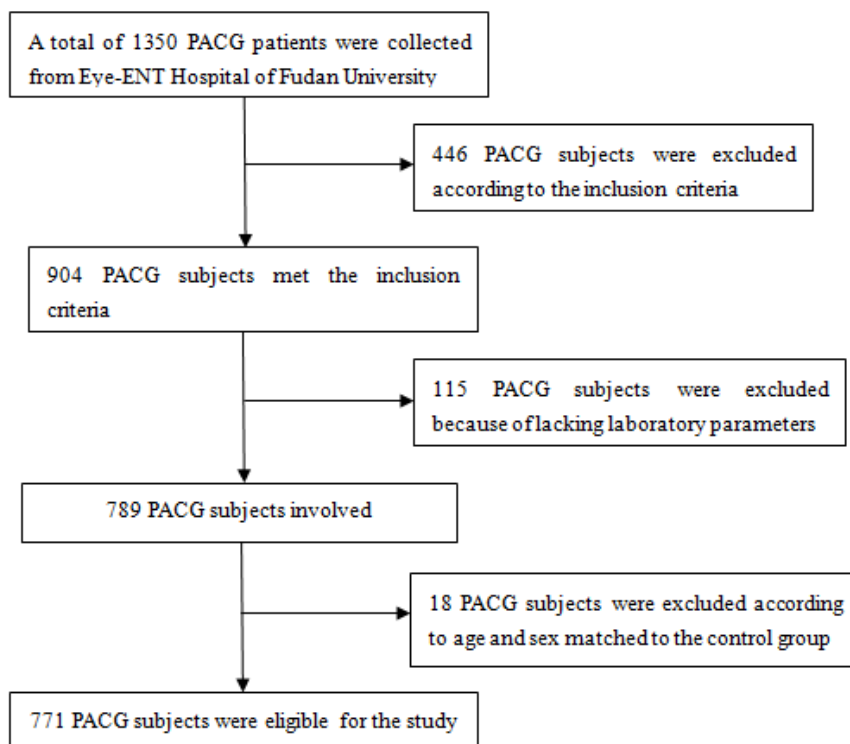 A total of 1350 PACG patients were collected
from Eye-ENT Hospital of Fudan University
446 PACG subjects were excluded
according to the inclusion criteria
904 PACG subjects met the inclusion
criteria
115 PACG subjects were excluded
because of lacking laboratory parameters
789 PACG subjects involved
18 PACG subjects were excluded according
to age and sex matched to the control group
771 PACG subjects were eligible for the study